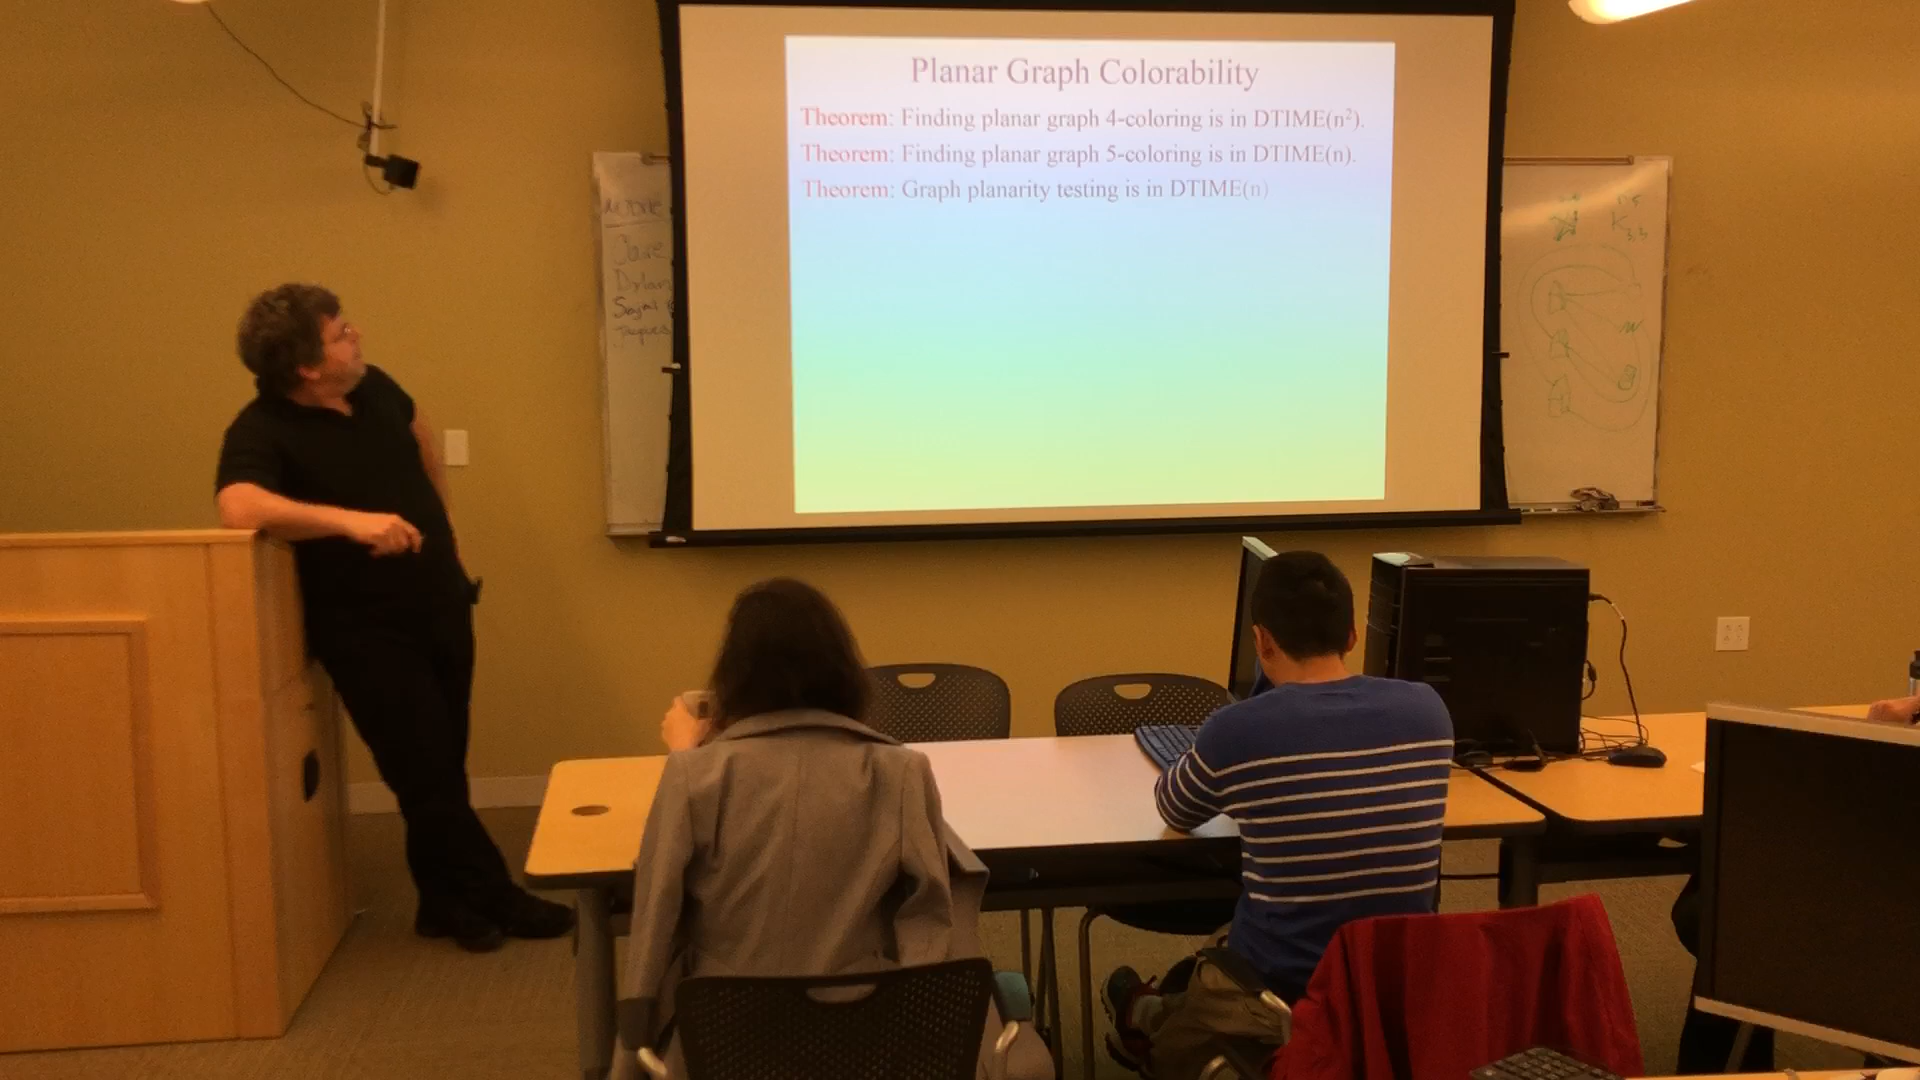 Planar Graph Colorability
Theorem: Finding planar graph 4-coloring is in DTIME(n²).
Theorem: Finding planar graph 5-coloring is in DTIME(n).
Theorem: Graph planarity testing is in DTIME(n)
Dylan
K3,3